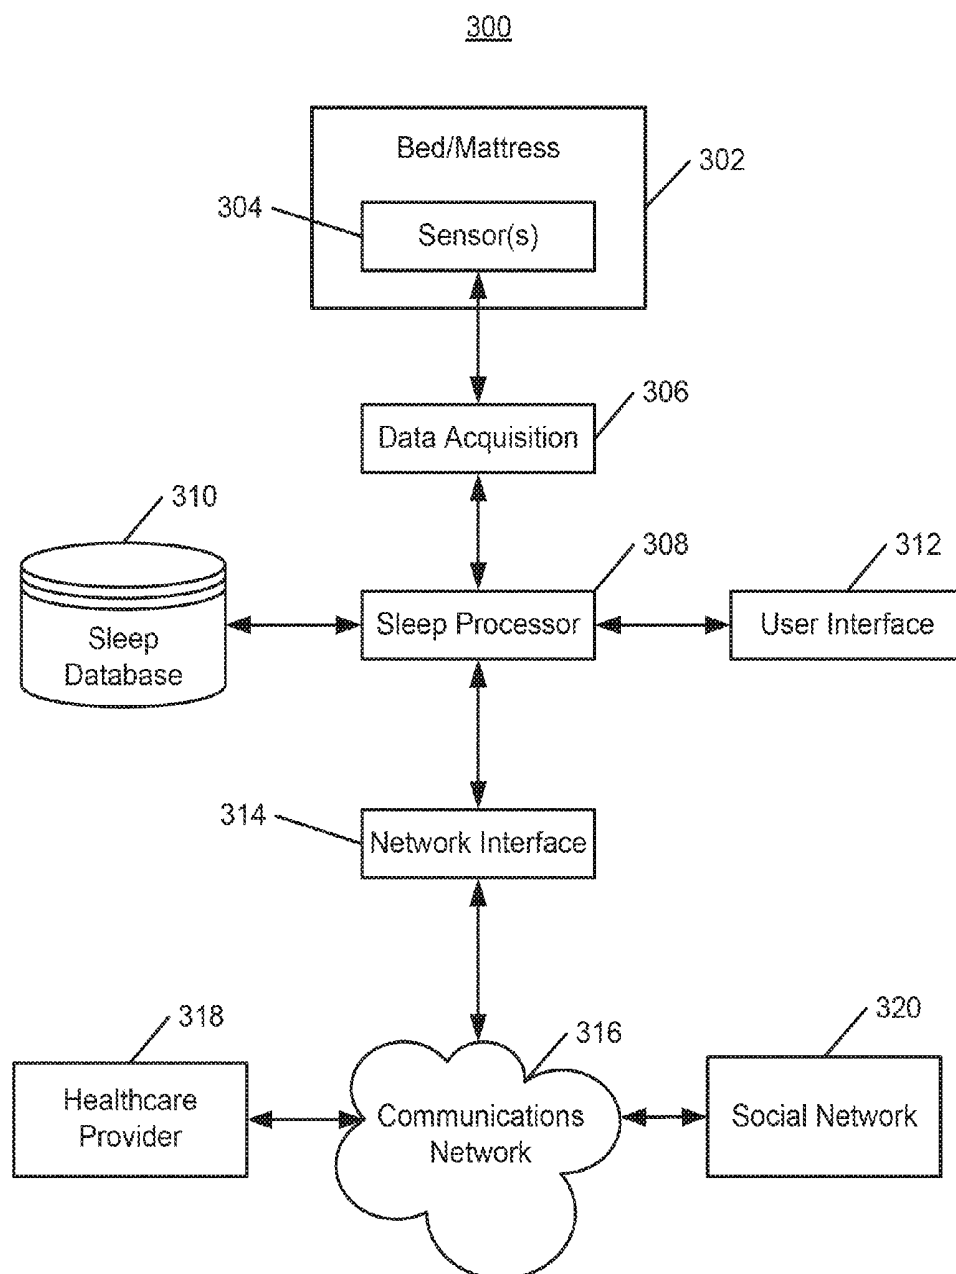 300
Bed/Mattress
302
304
Sensor(s)
306
Data Acquisition
310
308
312
Sleep
Database
Sleep Processor
User Interface
314
Network Interface
318
316
320
Healthcare
Provider
Communications
Network
Social Network